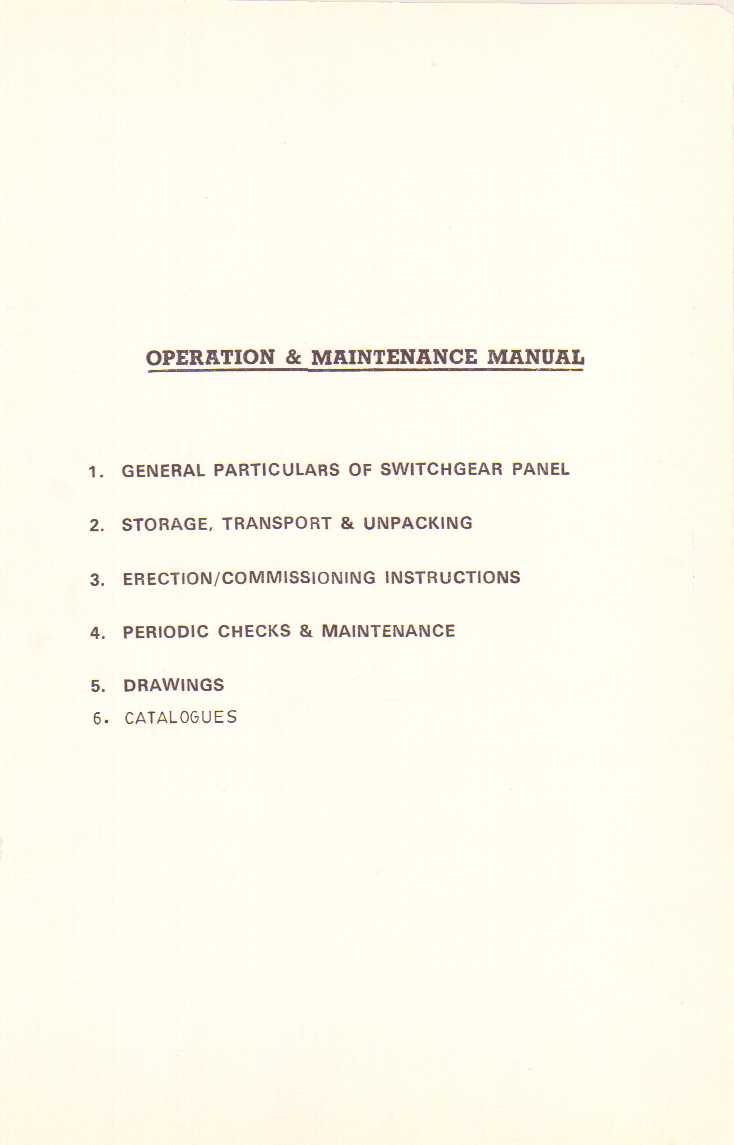 OPERATION & MAINTENANCE MANUAL
1. GENERAL PARTICULARS OF SWITCHGEAR PANEL
2. STORAGE, TRANSPORT & UNPACKING
3. ERECTION/COMMISSIONING INSTRUCTIONS
4. PERIODIC CHECKS & MAINTENANCE
5. DRAWINGS
6. CATALOGUES